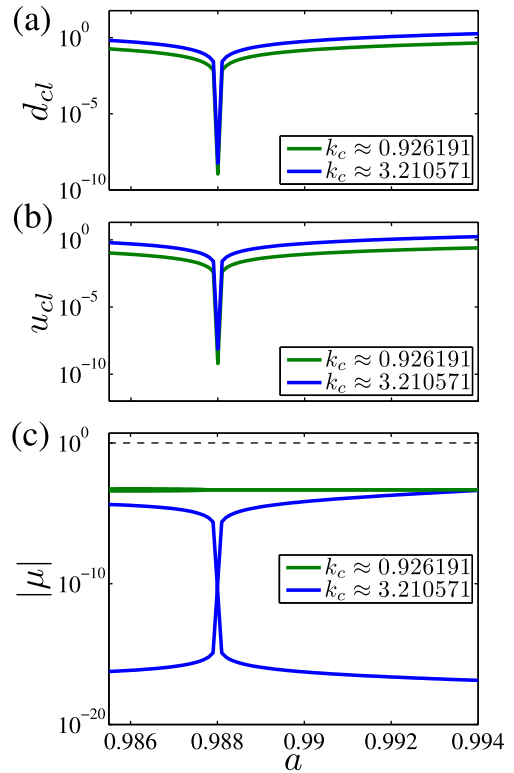 (a)
10^0
10^-5
10^-10
d_cl
k_c ≈ 0.926191
k_c ≈ 3.210571
(b)
10^0
10^-5
10^-10
u_cl
k_c ≈ 0.926191
k_c ≈ 3.210571
(c)
10^0
10^-10
10^-20
|μ|
k_c ≈ 0.926191
k_c ≈ 3.210571
0.986 0.988 0.99 0.992 0.994
a